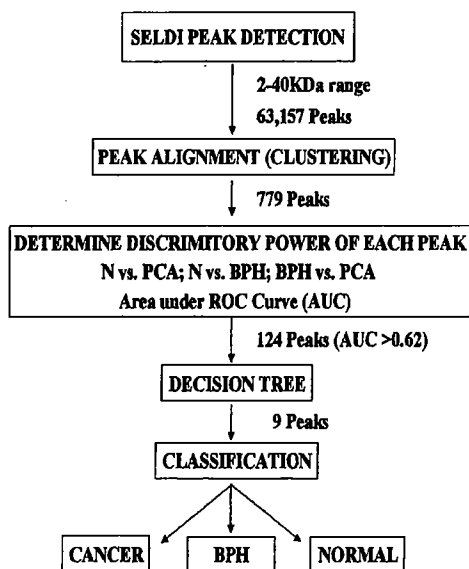 SELDI PEAK DETECTION
2-40KDa range
63,157 Peaks
PEAK ALIGNMENT (CLUSTERING)
779 Peaks
DETERMINE DISCRIMITORY POWER OF EACH PEAK
N vs. PCA; N vs. BPH; BPH vs. PCA
Area under ROC Curve (AUC)
124 Peaks (AUC >0.62)
DECISION TREE
9 Peaks
CLASSIFICATION
CANCER BPH NORMAL